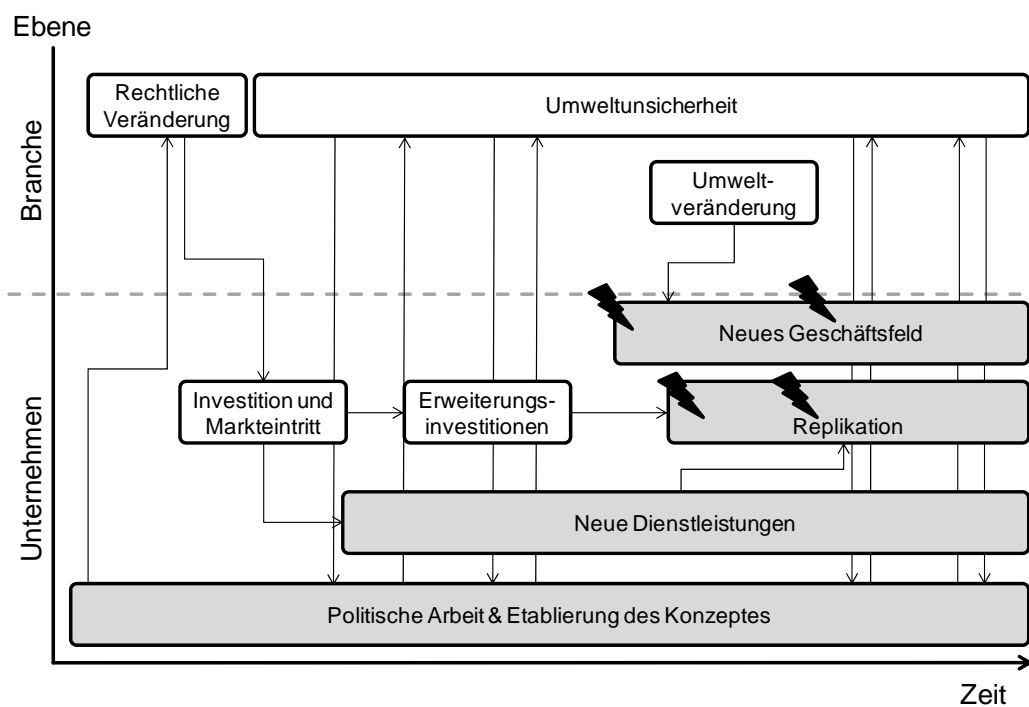 Ebene
Rechtliche
Veränderung
Umweltunsicherheit
Branche
Umwelt-
veränderung
Neues Geschäftsfeld
Investition und
Markteintritt
Erweiterungs-
investitionen
Replikation
Unternehmen
Neue Dienstleistungen
Politische Arbeit & Etablierung des Konzeptes
Zeit